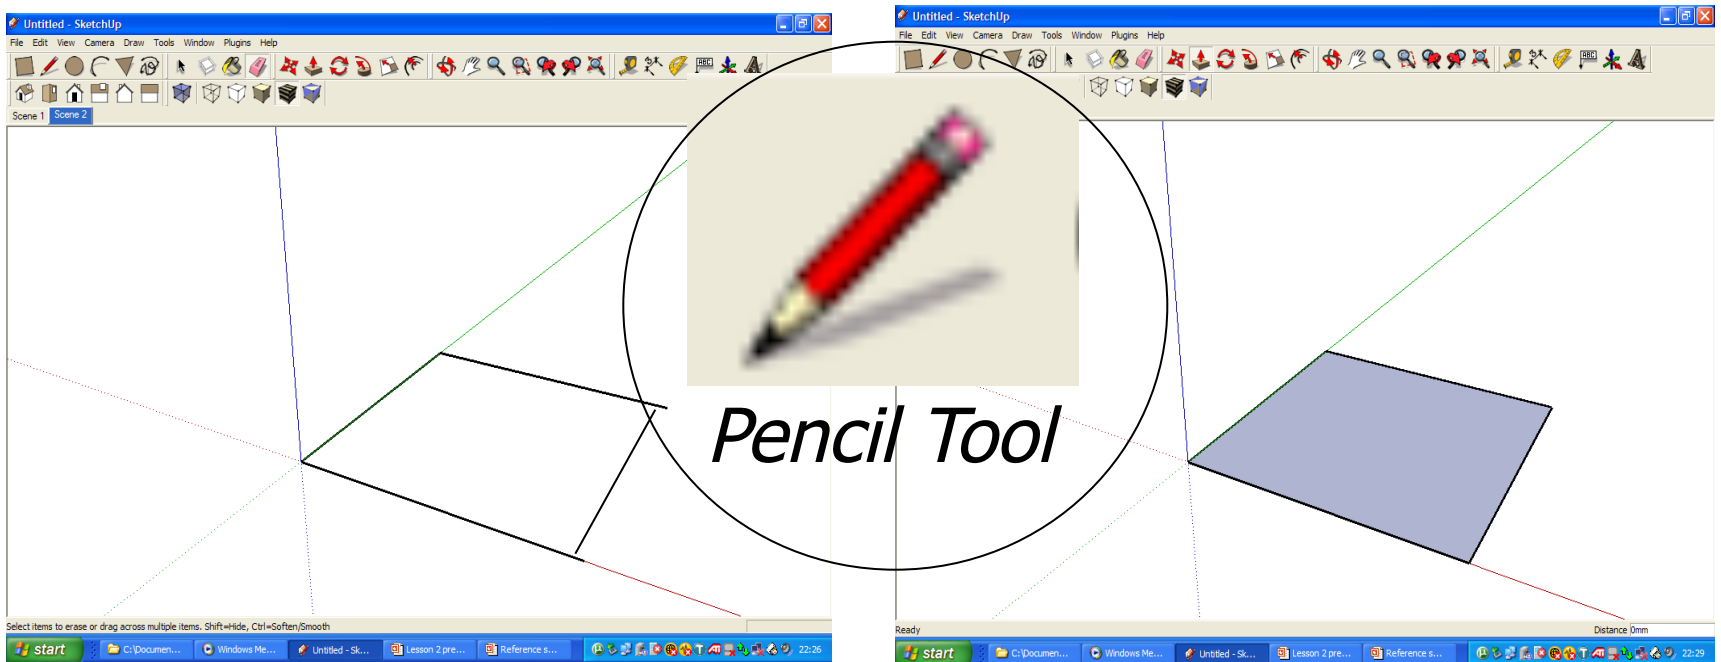 Untitled - SketchUp
File Edit View Camera Draw Tools Window Plugins Help
ABC
Scene 1 Scene 2
Select items to erase or drag across multiple items. Shift=Hide, Ctrl=Soften/Smooth
start C:\Documen... Windows Me... Untitled - Sk... Lesson 2 pre... Reference s... 22:26
Pencil Tool
Untitled - SketchUp
File Edit View Camera Draw Tools Window Plugins Help
ABC
Ready Distance 0mm
start C:\Documen... Windows Me... Untitled - Sk... Lesson 2 pre... Reference s... 22:29